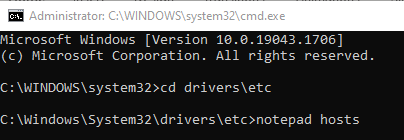 Administrator: C:\WINDOWS\system32\cmd.exe
Microsoft Windows [Version 10.0.19043.1706]
(c) Microsoft Corporation. All rights reserved.
C:\WINDOWS\system32>cd drivers\etc
C:\Windows\System32\drivers\etc>notepad hosts